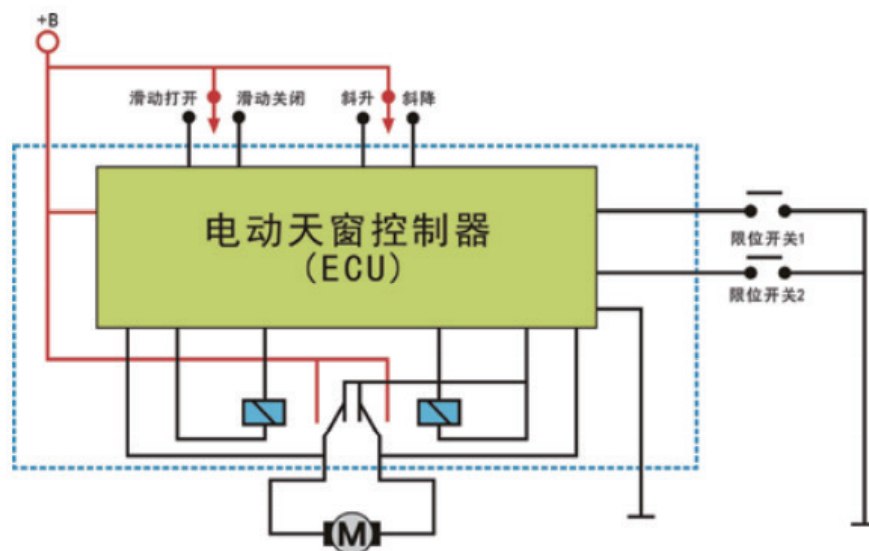 +B
滑动打开
滑动关闭
斜升
斜降
电动天窗控制器
(ECU)
限位开关1
限位开关2
M